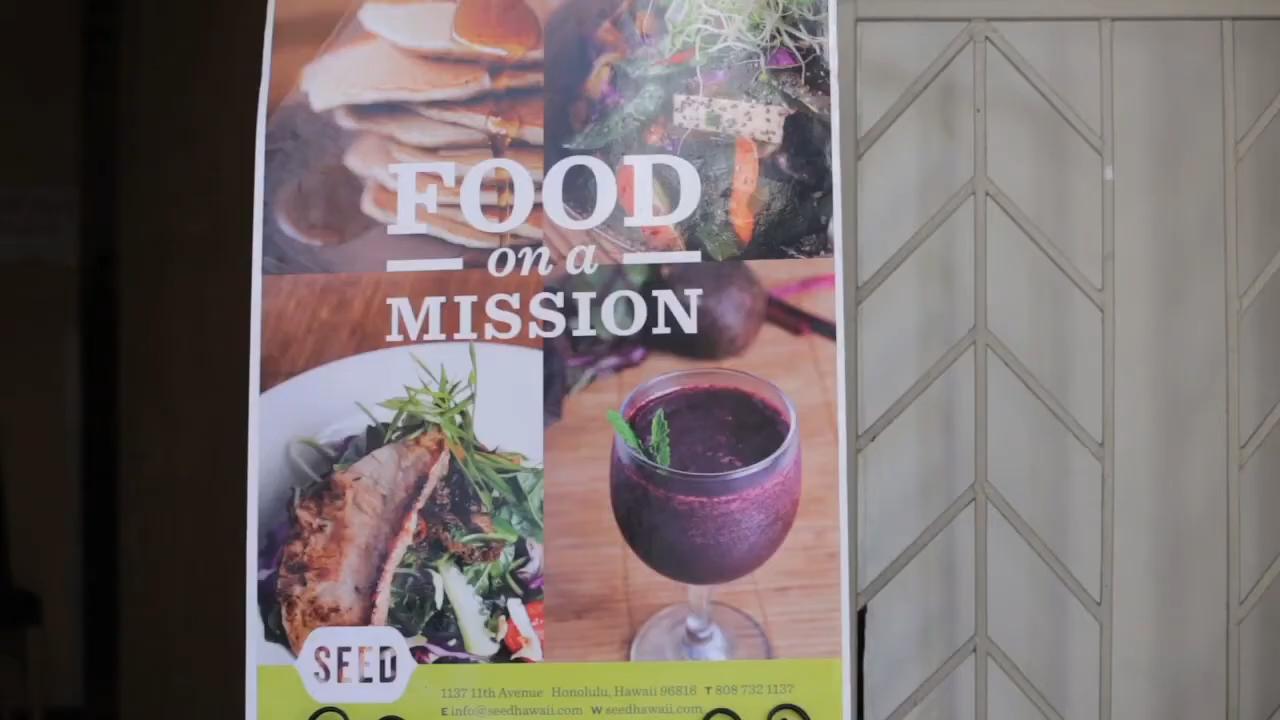 FOOD
on a
MISSION
SEED
1137 11th Avenue Honolulu, Hawaii 96816 T 808 732 1137
E info@seedhawaii.com W seedhawaii.com